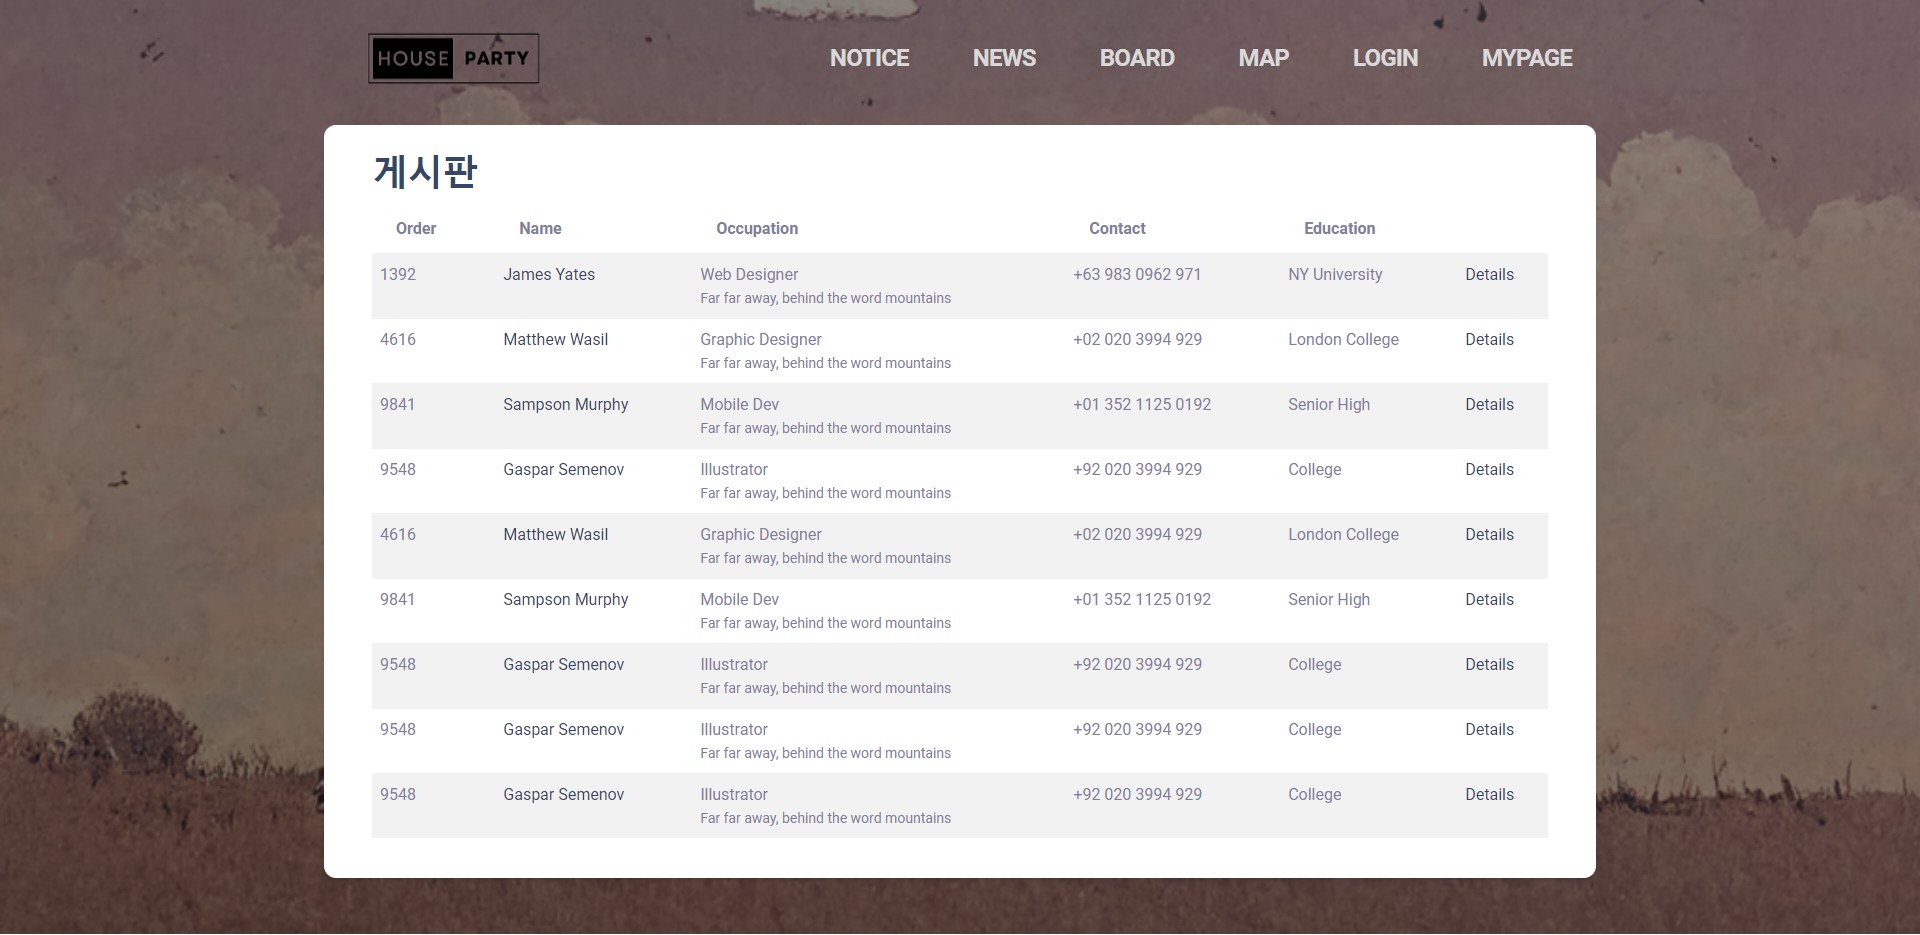 HOUSE PARTY NOTICE NEWS BOARD MAP LOGIN MYPAGE
게시판
Order Name Occupation Contact Education
1392 James Yates Web Designer +63 983 0962 971 NY University Details
Far far away, behind the word mountains
4616 Matthew Wasil Graphic Designer +02 020 3994 929 London College Details
Far far away, behind the word mountains
9841 Sampson Murphy Mobile Dev +01 352 1125 0192 Senior High Details
Far far away, behind the word mountains
9548 Gaspar Semenov Illustrator +92 020 3994 929 College Details
Far far away, behind the word mountains
4616 Matthew Wasil Graphic Designer +02 020 3994 929 London College Details
Far far away, behind the word mountains
9841 Sampson Murphy Mobile Dev +01 352 1125 0192 Senior High Details
Far far away, behind the word mountains
9548 Gaspar Semenov Illustrator +92 020 3994 929 College Details
Far far away, behind the word mountains
9548 Gaspar Semenov Illustrator +92 020 3994 929 College Details
Far far away, behind the word mountains
9548 Gaspar Semenov Illustrator +92 020 3994 929 College Details
Far far away, behind the word mountains